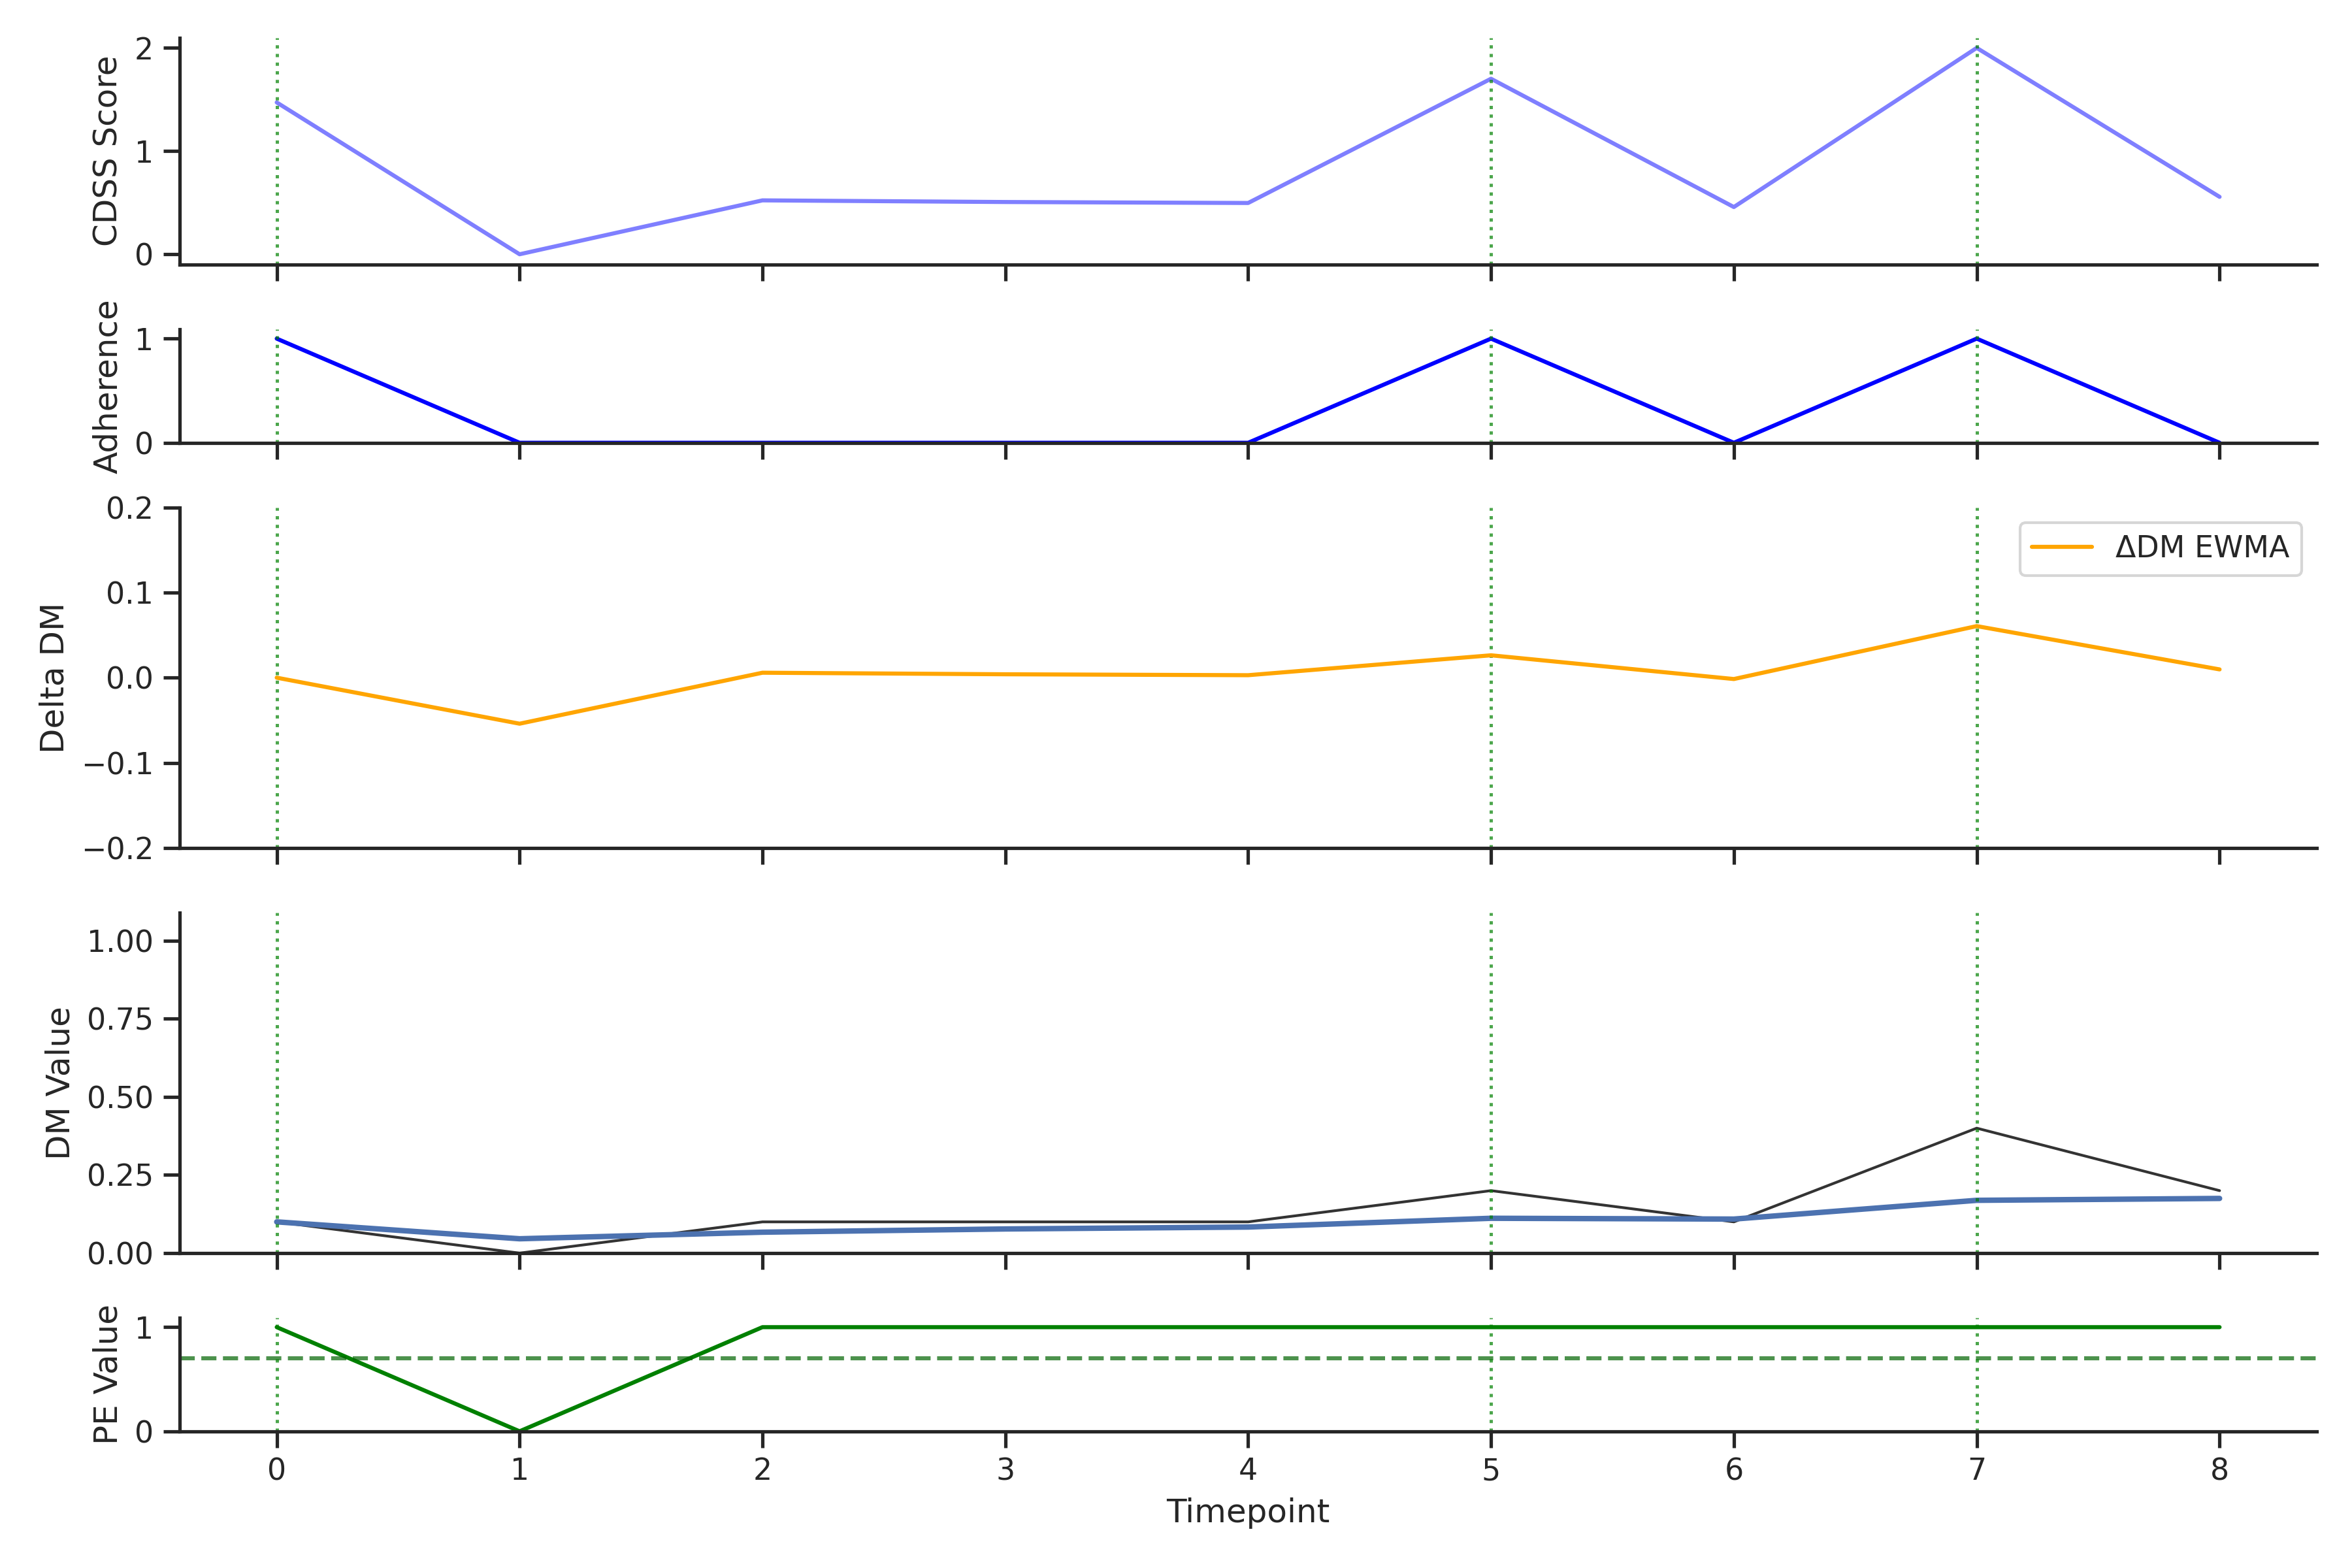 CDSS Score
2
1
0
Adherence
1
0
Delta DM
0.2
0.1
0.0
−0.1
−0.2
ΔDM EWMA
DM Value
1.00
0.75
0.50
0.25
0.00
PE Value
1
0
0 1 2 3 4 5 6 7 8
Timepoint